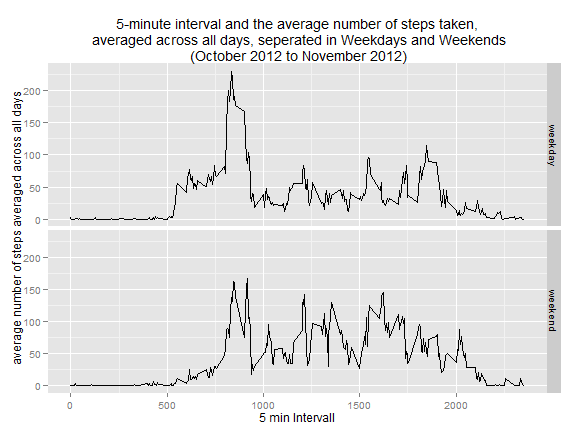 5-minute interval and the average number of steps taken,
averaged across all days, seperated in Weekdays and Weekends
(October 2012 to November 2012)
average number of steps averaged across all days
200
150
100
50
0
weekday
200
150
100
50
0
weekend
0
500
1000
1500
2000
5 min Intervall